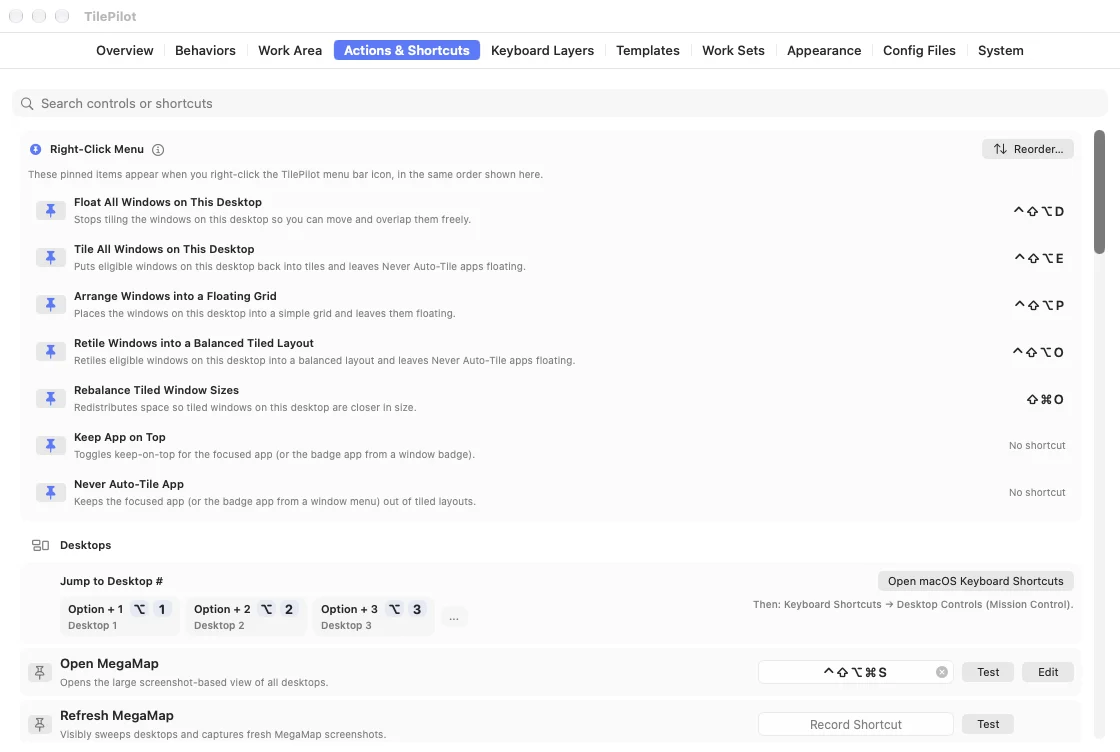 TilePilot
Overview Behaviors Work Area Actions & Shortcuts Keyboard Layers Templates Work Sets Appearance Config Files System
Search controls or shortcuts
Right-Click Menu
Reorder...
These pinned items appear when you right-click the TilePilot menu bar icon, in the same order shown here.
Float All Windows on This Desktop
Stops tiling the windows on this desktop so you can move and overlap them freely.
⌃⇧⌥D
Tile All Windows on This Desktop
Puts eligible windows on this desktop back into tiles and leaves Never Auto-Tile apps floating.
⌃⇧⌥E
Arrange Windows into a Floating Grid
Places the windows on this desktop into a simple grid and leaves them floating.
⌃⇧⌥P
Retile Windows into a Balanced Tiled Layout
Retiles eligible windows on this desktop into a balanced layout and leaves Never Auto-Tile apps floating.
⌃⇧⌥O
Rebalance Tiled Window Sizes
Redistributes space so tiled windows on this desktop are closer in size.
⇧⌘O
Keep App on Top
Toggles keep-on-top for the focused app (or the badge app from a window badge).
No shortcut
Never Auto-Tile App
Keeps the focused app (or the badge app from a window menu) out of tiled layouts.
No shortcut
Desktops
Jump to Desktop #
Open macOS Keyboard Shortcuts
Then: Keyboard Shortcuts → Desktop Controls (Mission Control).
Option + 1 ⌥ 1
Desktop 1
Option + 2 ⌥ 2
Desktop 2
Option + 3 ⌥ 3
Desktop 3
...
Open MegaMap
Opens the large screenshot-based view of all desktops.
⌃⇧⌥⌘S
Test
Edit
Refresh MegaMap
Visibly sweeps desktops and captures fresh MegaMap screenshots.
Record Shortcut
Test